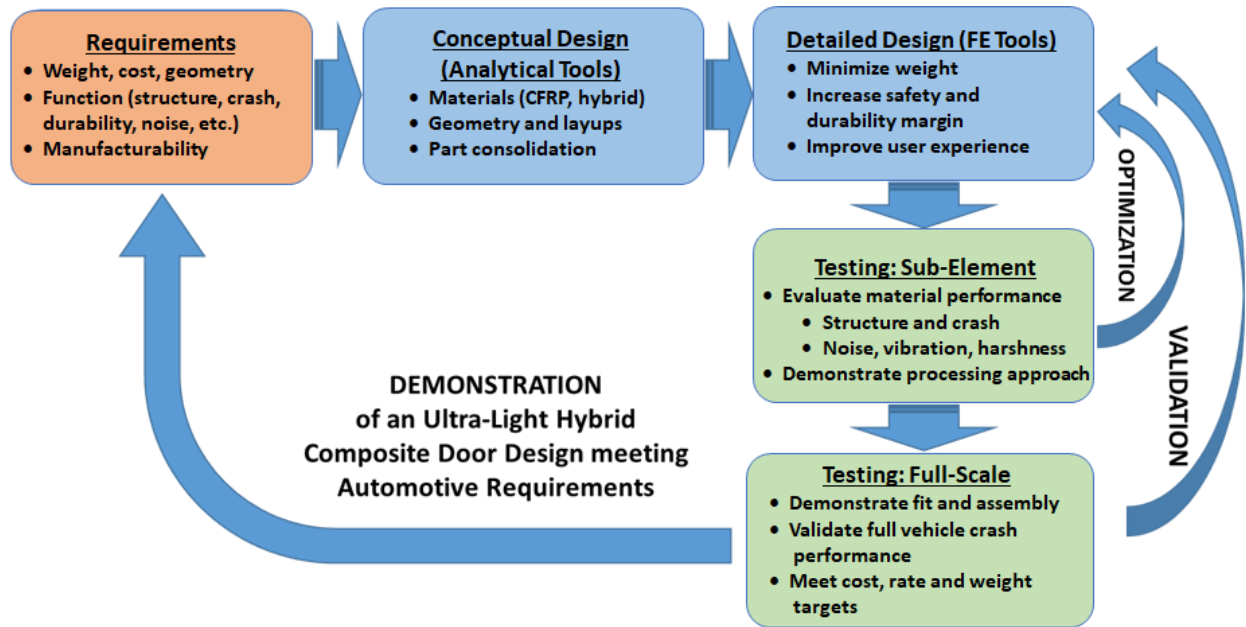 Requirements
• Weight, cost, geometry
• Function (structure, crash,
durability, noise, etc.)
• Manufacturability
Conceptual Design
(Analytical Tools)
• Materials (CFRP, hybrid)
• Geometry and layups
• Part consolidation
Detailed Design (FE Tools)
• Minimize weight
• Increase safety and
durability margin
• Improve user experience
OPTIMIZATION
VALIDATION
Testing: Sub-Element
• Evaluate material performance
• Structure and crash
• Noise, vibration, harshness
• Demonstrate processing approach
DEMONSTRATION
of an Ultra-Light Hybrid
Composite Door Design meeting
Automotive Requirements
Testing: Full-Scale
• Demonstrate fit and assembly
• Validate full vehicle crash
performance
• Meet cost, rate and weight
targets